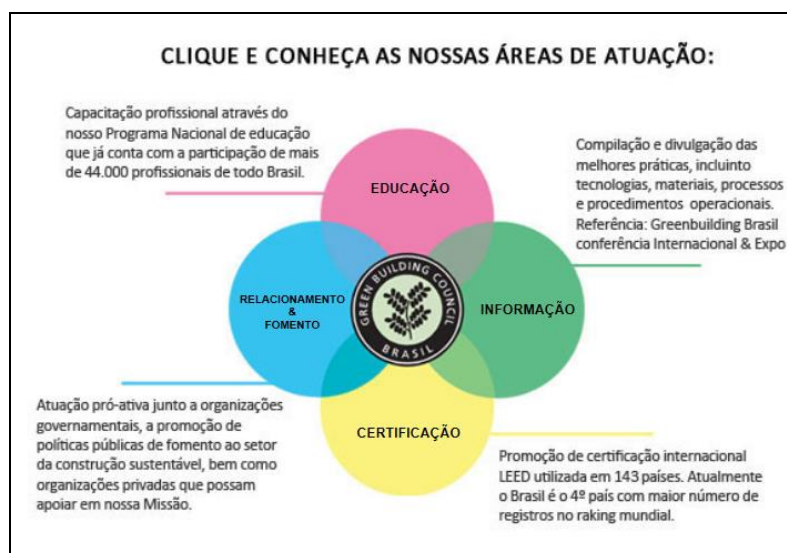 CLIQUE E CONHEÇA AS NOSSAS ÁREAS DE ATUAÇÃO:
Capacitação profissional através do
nosso Programa Nacional de educação
que já conta com a participação de mais
de 44.000 profissionais de todo Brasil.
EDUCAÇÃO
Compilação e divulgação das
melhores práticas, incluinto
tecnologias, materiais, processos
e procedimentos operacionais.
Referência: Greenbuilding Brasil
conferência Internacional & Expo
RELACIONAMENTO
&
FOMENTO
GREEN BUILDING COUNCIL
BRASIL
INFORMAÇÃO
Atuação pró-ativa junto a organizações
governamentais, a promoção de
políticas públicas de fomento ao setor
da construção sustentável, bem como
organizações privadas que possam
apoiar em nossa Missão.
CERTIFICAÇÃO
Promoção de certificação internacional
LEED utilizada em 143 países. Atualmente
o Brasil é o 4º país com maior número de
registros no raking mundial.